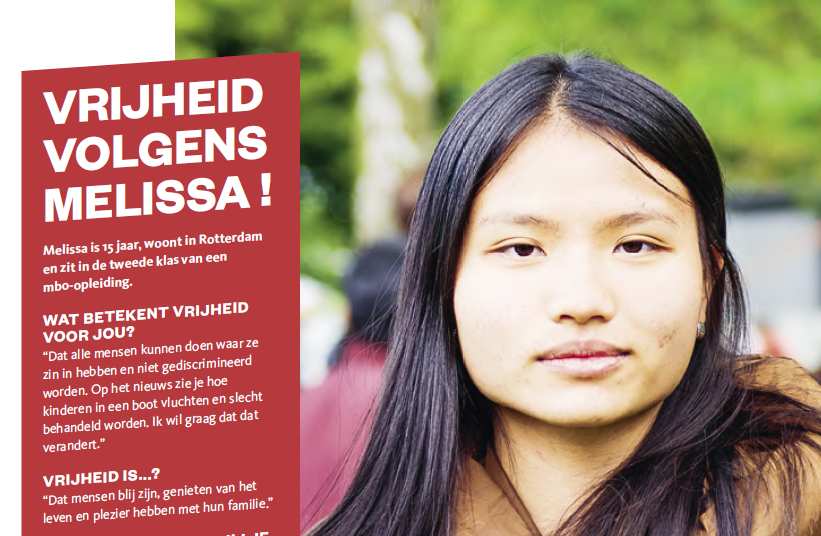 VRIJHEID
VOLGENS
MELISSA !
Melissa is 15 jaar, woont in Rotterdam
en zit in de tweede klas van een
mbo-opleiding.
WAT BETEKENT VRIJHEID
VOOR JOU?
“Dat alle mensen kunnen doen waar ze
zin in hebben en niet gediscrimineerd
worden. Op het nieuws zie je hoe
kinderen in een boot vluchten en slecht
behandeld worden. Ik wil graag dat dat
verandert.”
VRIJHEID IS...?
“Dat mensen blij zijn, genieten van het
leven en plezier hebben met hun familie.”